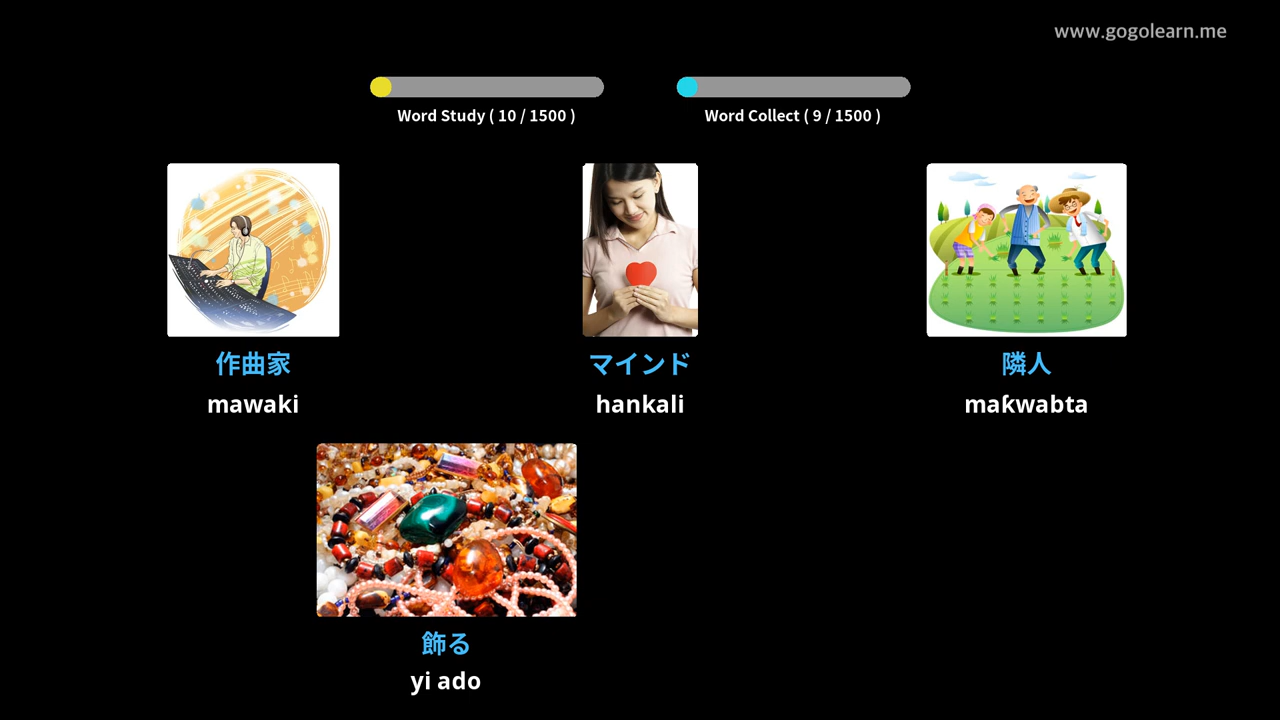 www.gogolearn.me
Word Study ( 10 / 1500 )
Word Collect ( 9 / 1500 )
作曲家
mawaki
マインド
hankali
隣人
maƙwabta
飾る
yi ado